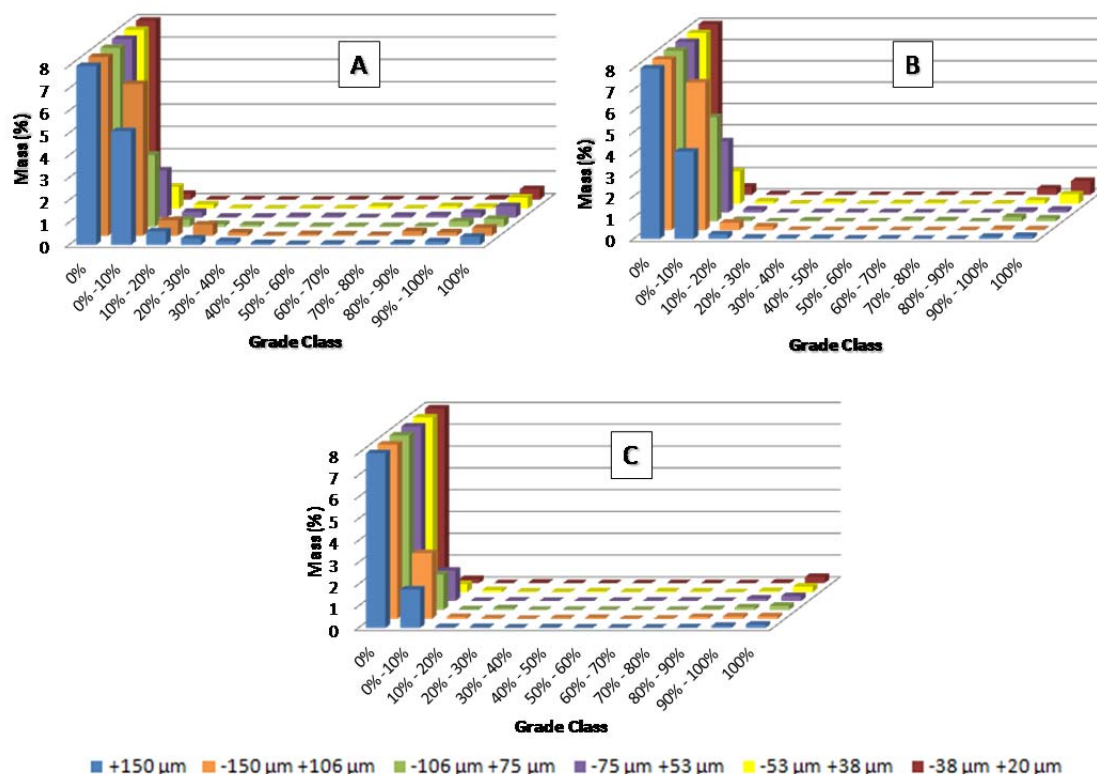 A
Mass (%)
8
7
6
5
4
3
2
1
0
0%
0% -10%
10% - 20%
20% - 30%
30% - 40%
40% - 50%
50% - 60%
60% - 70%
70% - 80%
80% - 90%
90% - 100%
100%
Grade Class
B
Mass (%)
8
7
6
5
4
3
2
1
0
0%
0% -10%
10% - 20%
20% - 30%
30% - 40%
40% - 50%
50% - 60%
60% - 70%
70% - 80%
80% - 90%
90% - 100%
100%
Grade Class
C
Mass (%)
8
7
6
5
4
3
2
1
0
0%
0% -10%
10% - 20%
20% - 30%
30% - 40%
40% - 50%
50% - 60%
60% - 70%
70% - 80%
80% - 90%
90% - 100%
100%
Grade Class
+150 µm -150 µm +106 µm -106 µm +75 µm -75 µm +53 µm -53 µm +38 µm -38 µm +20 µm